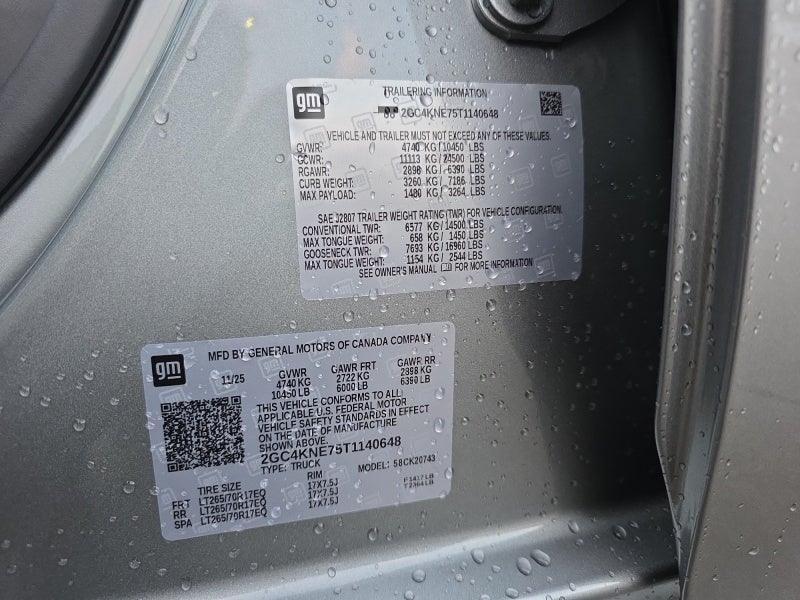 gm
TRAILERING INFORMATION
2GC4KNE75T1140648
VEHICLE AND TRAILER MUST NOT EXCEED ANY OF THESE VALUES.
GVWR: 4740 KG/10450 LBS
GCWR: 11113 KG/24500 LBS
RGAWR: 2898 KG/ 6390 LBS
CURB WEIGHT: 3260 KG/ 7186 LBS
MAX PAYLOAD: 1480 KG/ 3264 LBS
SAE J2807 TRAILER WEIGHT RATING(TWR) FOR VEHICLE CONFIGURATION.
CONVENTIONAL TWR: 6577 KG/14500 LBS
MAX TONGUE WEIGHT: 658 KG/ 1450 LBS
GOOSENECK TWR: 7693 KG/16960 LBS
MAX TONGUE WEIGHT: 1154 KG/ 2544 LBS
SEE OWNER'S MANUAL FOR MORE INFORMATION
gm
MFD BY GENERAL MOTORS OF CANADA COMPANY
11/25 GVWR GAWR FRT GAWR RR
4740 KG 2722 KG 2898 KG
10450 LB 6000 LB 6390 LB
THIS VEHICLE CONFORMS TO ALL
APPLICABLE U.S. FEDERAL MOTOR
VEHICLE SAFETY STANDARDS IN EFFECT
ON THE DATE OF MANUFACTURE
SHOWN ABOVE.
2GC4KNE75T1140648
TYPE: TRUCK MODEL: 58CK20743
TIRE SIZE RIM
FRT LT265/70R17EQ 17X7.5J F1417 LB
RR LT265/70R17EQ 17X7.5J T2364 LB
SPA LT265/70R17EQ 17X7.5J